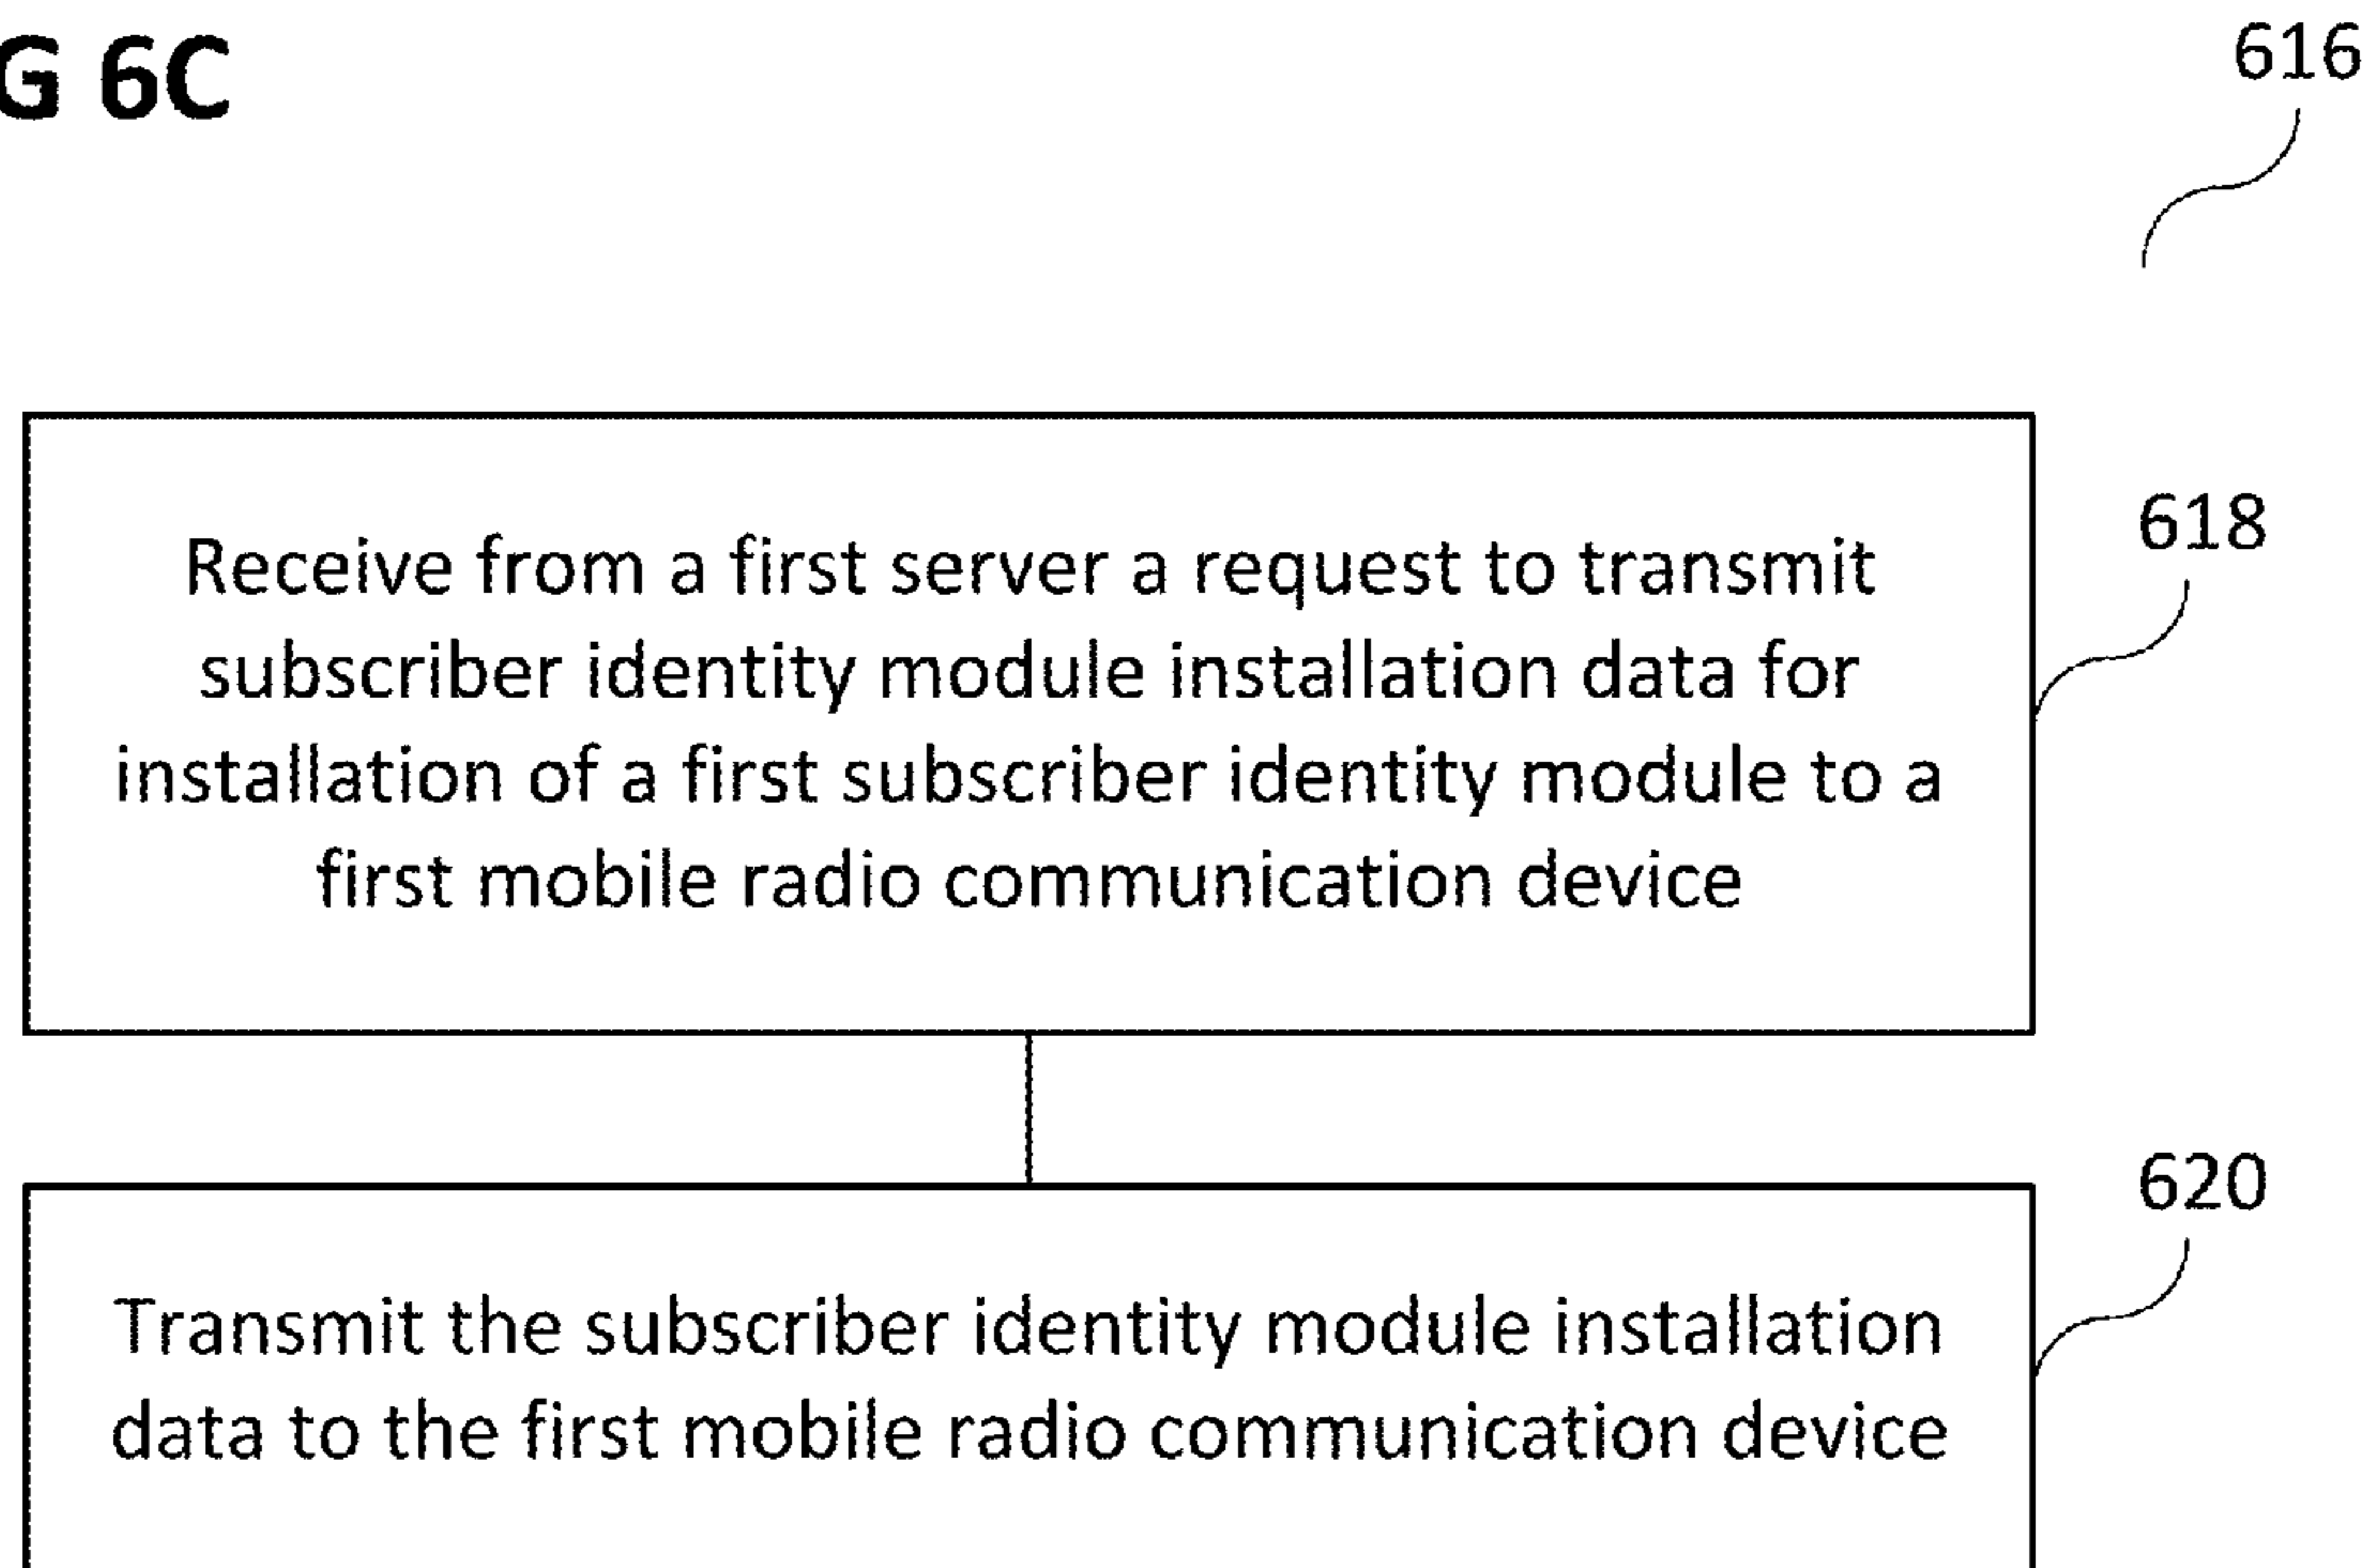 G 6C
616
618
Receive from a first server a request to transmit
subscriber identity module installation data for
installation of a first subscriber identity module to a
first mobile radio communication device
620
Transmit the subscriber identity module installation
data to the first mobile radio communication device